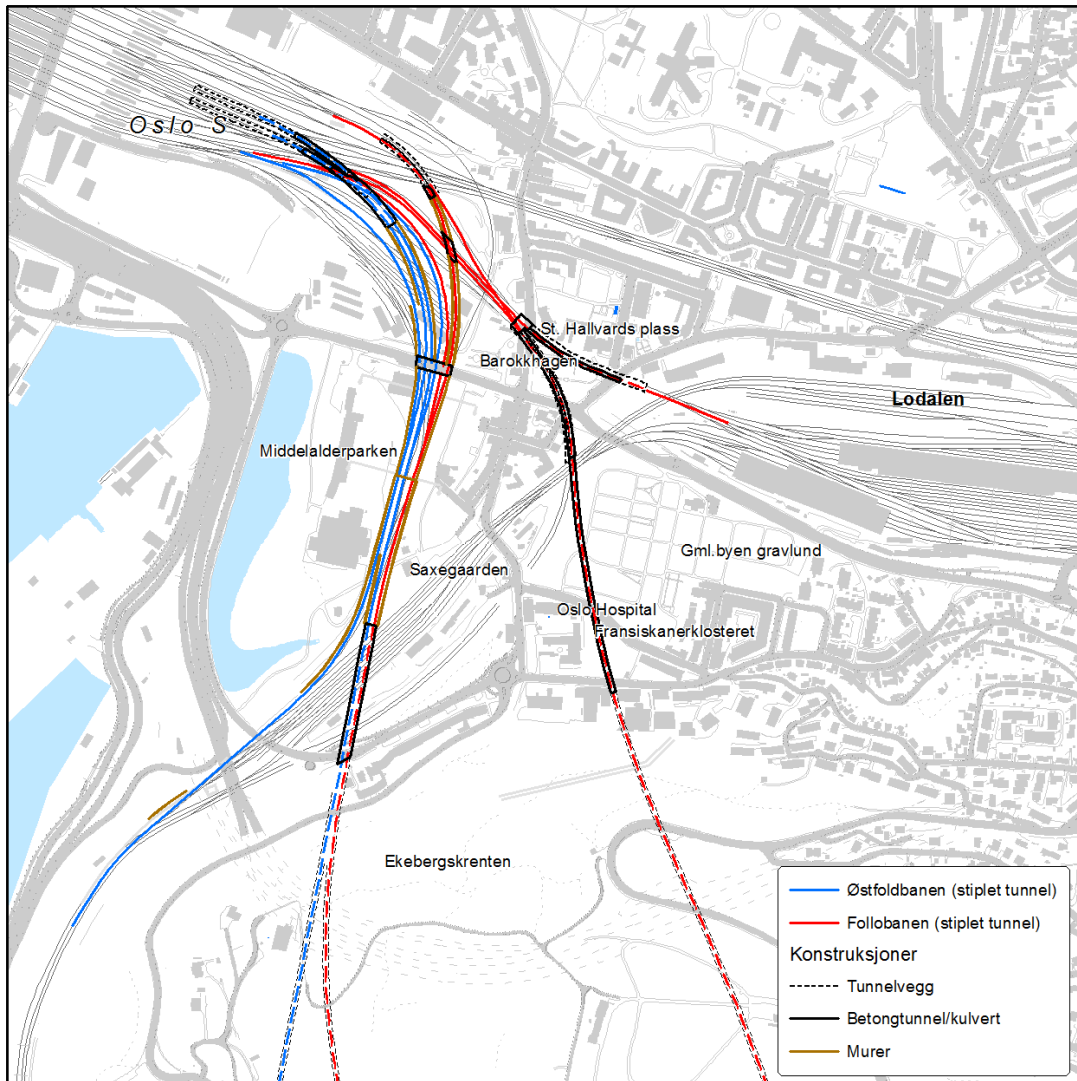 Oslo S
St. Hallvards plass
Barokkhagen
Lodalen
Middelalderparken
Gml.byen gravlund
Saxegaarden
Oslo Hospital
Fransiskanerklosteret
Ekebergskrenten
Østfoldbanen (stiplet tunnel)
Follobanen (stiplet tunnel)
Konstruksjoner
Tunnelvegg
Betongtunnel/kulvert
Murer